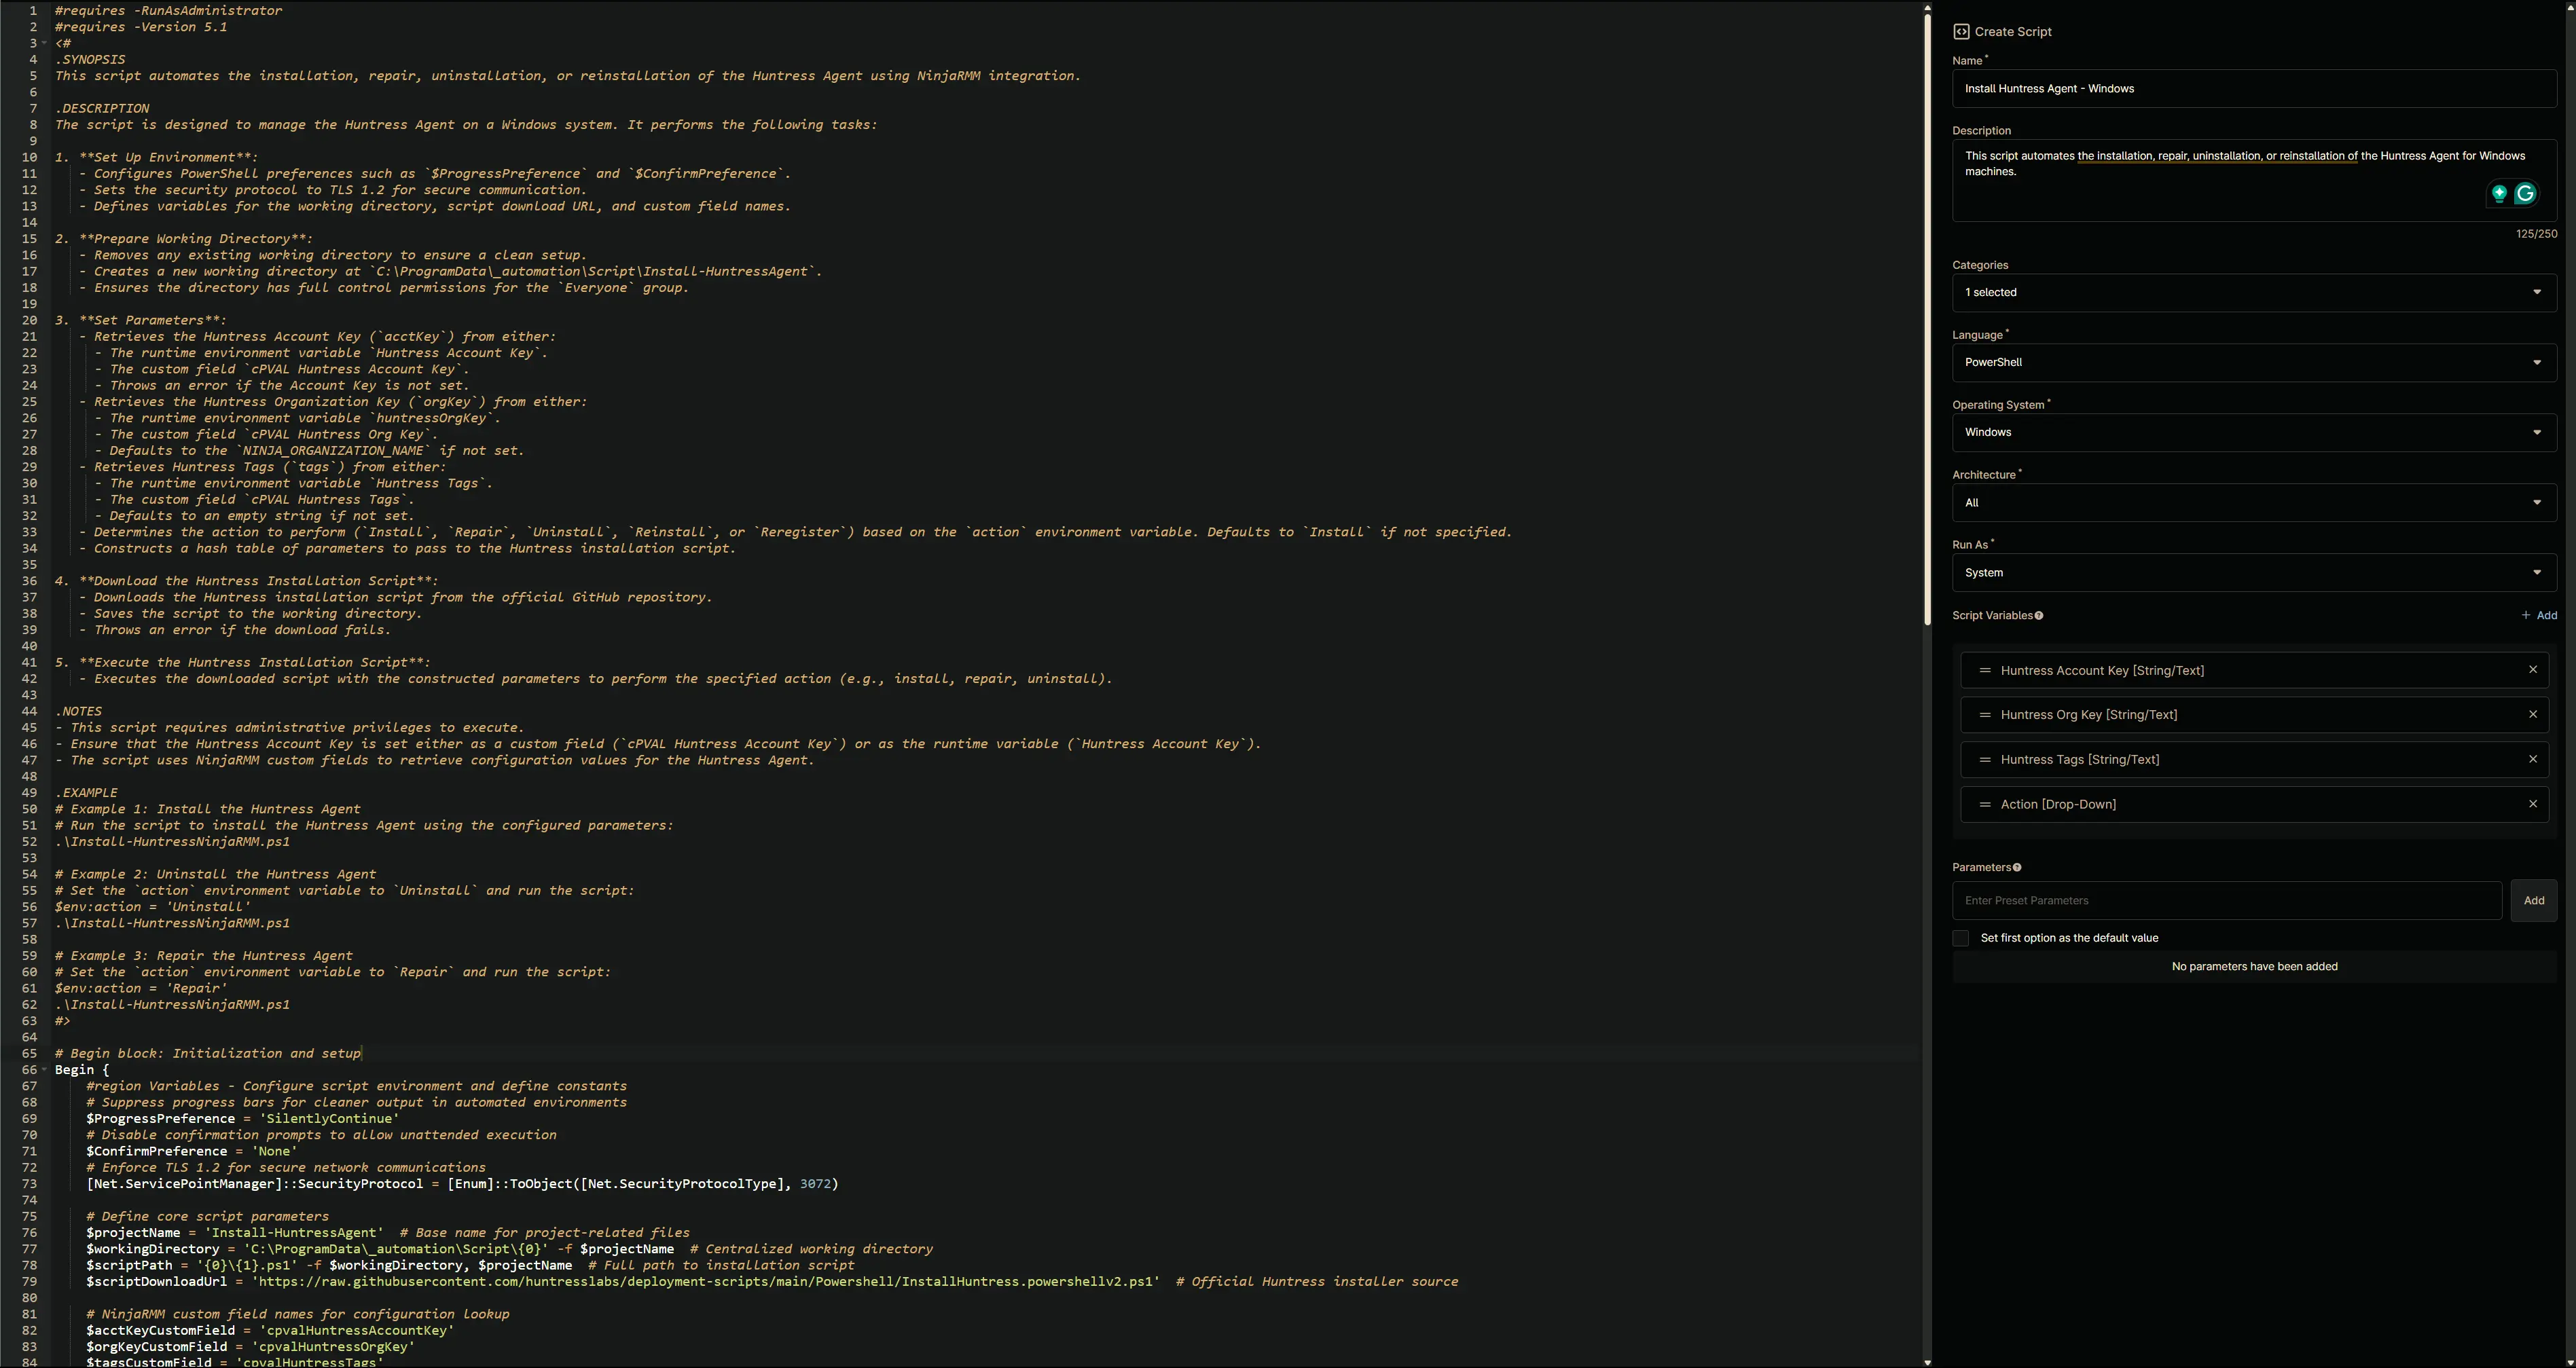 1 #requires -RunAsAdministrator
2 #requires -Version 5.1
3 <#
4 .SYNOPSIS
5 This script automates the installation, repair, uninstallation, or reinstallation of the Huntress Agent using NinjaRMM integration.
6
7 .DESCRIPTION
8 The script is designed to manage the Huntress Agent on a Windows system. It performs the following tasks:
9
10 1. **Set Up Environment**:
11 - Configures PowerShell preferences such as `$ProgressPreference` and `$ConfirmPreference`.
12 - Sets the security protocol to TLS 1.2 for secure communication.
13 - Defines variables for the working directory, script download URL, and custom field names.
14
15 2. **Prepare Working Directory**:
16 - Removes any existing working directory to ensure a clean setup.
17 - Creates a new working directory at `C:\ProgramData\_automation\Script\Install-HuntressAgent`.
18 - Ensures the directory has full control permissions for the `Everyone` group.
19
20 3. **Set Parameters**:
21 - Retrieves the Huntress Account Key (`acctKey`) from either:
22 - The runtime environment variable `Huntress Account Key`.
23 - The custom field `cPVAL Huntress Account Key`.
24 - Throws an error if the Account Key is not set.
25 - Retrieves the Huntress Organization Key (`orgKey`) from either:
26 - The runtime environment variable `huntressOrgKey`.
27 - The custom field `cPVAL Huntress Org Key`.
28 - Defaults to the `NINJA_ORGANIZATION_NAME` if not set.
29 - Retrieves Huntress Tags (`tags`) from either:
30 - The runtime environment variable `Huntress Tags`.
31 - The custom field `cPVAL Huntress Tags`.
32 - Defaults to an empty string if not set.
33 - Determines the action to perform (`Install`, `Repair`, `Uninstall`, `Reinstall`, or `Reregister`) based on the `action` environment variable. Defaults to `Install` if not specified.
34 - Constructs a hash table of parameters to pass to the Huntress installation script.
35
36 4. **Download the Huntress Installation Script**:
37 - Downloads the Huntress installation script from the official GitHub repository.
38 - Saves the script to the working directory.
39 - Throws an error if the download fails.
40
41 5. **Execute the Huntress Installation Script**:
42 - Executes the downloaded script with the constructed parameters to perform the specified action (e.g., install, repair, uninstall).
43
44 .NOTES
45 - This script requires administrative privileges to execute.
46 - Ensure that the Huntress Account Key is set either as a custom field (`cPVAL Huntress Account Key`) or as the runtime variable (`Huntress Account Key`).
47 - The script uses NinjaRMM custom fields to retrieve configuration values for the Huntress Agent.
48
49 .EXAMPLE
50 # Example 1: Install the Huntress Agent
51 # Run the script to install the Huntress Agent using the configured parameters:
52 .\Install-HuntressNinjaRMM.ps1
53
54 # Example 2: Uninstall the Huntress Agent
55 # Set the `action` environment variable to `Uninstall` and run the script:
56 $env:action = 'Uninstall'
57 .\Install-HuntressNinjaRMM.ps1
58
59 # Example 3: Repair the Huntress Agent
60 # Set the `action` environment variable to `Repair` and run the script:
61 $env:action = 'Repair'
62 .\Install-HuntressNinjaRMM.ps1
63 #>
64
65 # Begin block: Initialization and setup
66 Begin {
67 #region Variables - Configure script environment and define constants
68 # Suppress progress bars for cleaner output in automated environments
69 $ProgressPreference = 'SilentlyContinue'
70 # Disable confirmation prompts to allow unattended execution
71 $ConfirmPreference = 'None'
72 # Enforce TLS 1.2 for secure network communications
73 [Net.ServicePointManager]::SecurityProtocol = [Enum]::ToObject([Net.SecurityProtocolType], 3072)
74
75 # Define core script parameters
76 $projectName = 'Install-HuntressAgent' # Base name for project-related files
77 $workingDirectory = 'C:\ProgramData\_automation\Script\{0}' -f $projectName # Centralized working directory
78 $scriptPath = '{0}\{1}.ps1' -f $workingDirectory, $projectName # Full path to installation script
79 $scriptDownloadUrl = 'https://raw.githubusercontent.com/huntresslabs/deployment-scripts/main/Powershell/InstallHuntress.powershellv2.ps1' # Official Huntress installer source
80
81 # NinjaRMM custom field names for configuration lookup
82 $acctKeyCustomField = 'cpvalHuntressAccountKey'
83 $orgKeyCustomField = 'cpvalHuntressOrgKey'
84 $tagsCustomField = 'cpvalHuntressTags'
Create Script
Name *
Install Huntress Agent - Windows
Description
This script automates the installation, repair, uninstallation, or reinstallation of the Huntress Agent for Windows
machines.
125/250
Categories
1 selected
Language *
PowerShell
Operating System *
Windows
Architecture *
All
Run As *
System
Script Variables
+ Add
Huntress Account Key [String/Text]
Huntress Org Key [String/Text]
Huntress Tags [String/Text]
Action [Drop-Down]
Parameters
Enter Preset Parameters
Add
Set first option as the default value
No parameters have been added